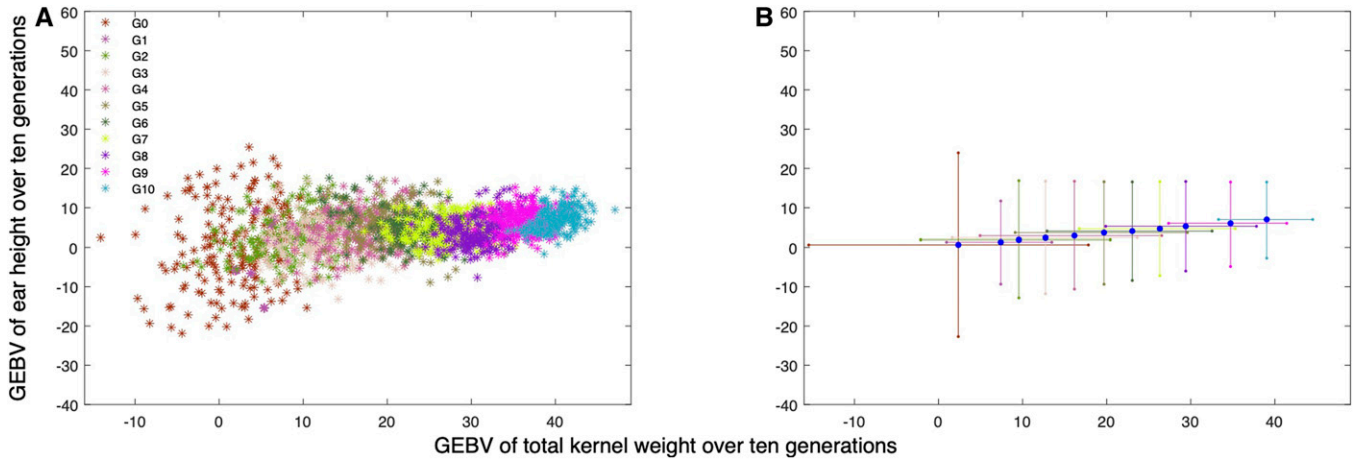 A
B
GEBV of ear height over ten generations
60
50
40
30
20
10
0
-10
-20
-30
-40
G0
G1
G2
G3
G4
G5
G6
G7
G8
G9
G10
-10 0 10 20 30 40
60
50
40
30
20
10
0
-10
-20
-30
-40
-10 0 10 20 30 40
GEBV of total kernel weight over ten generations